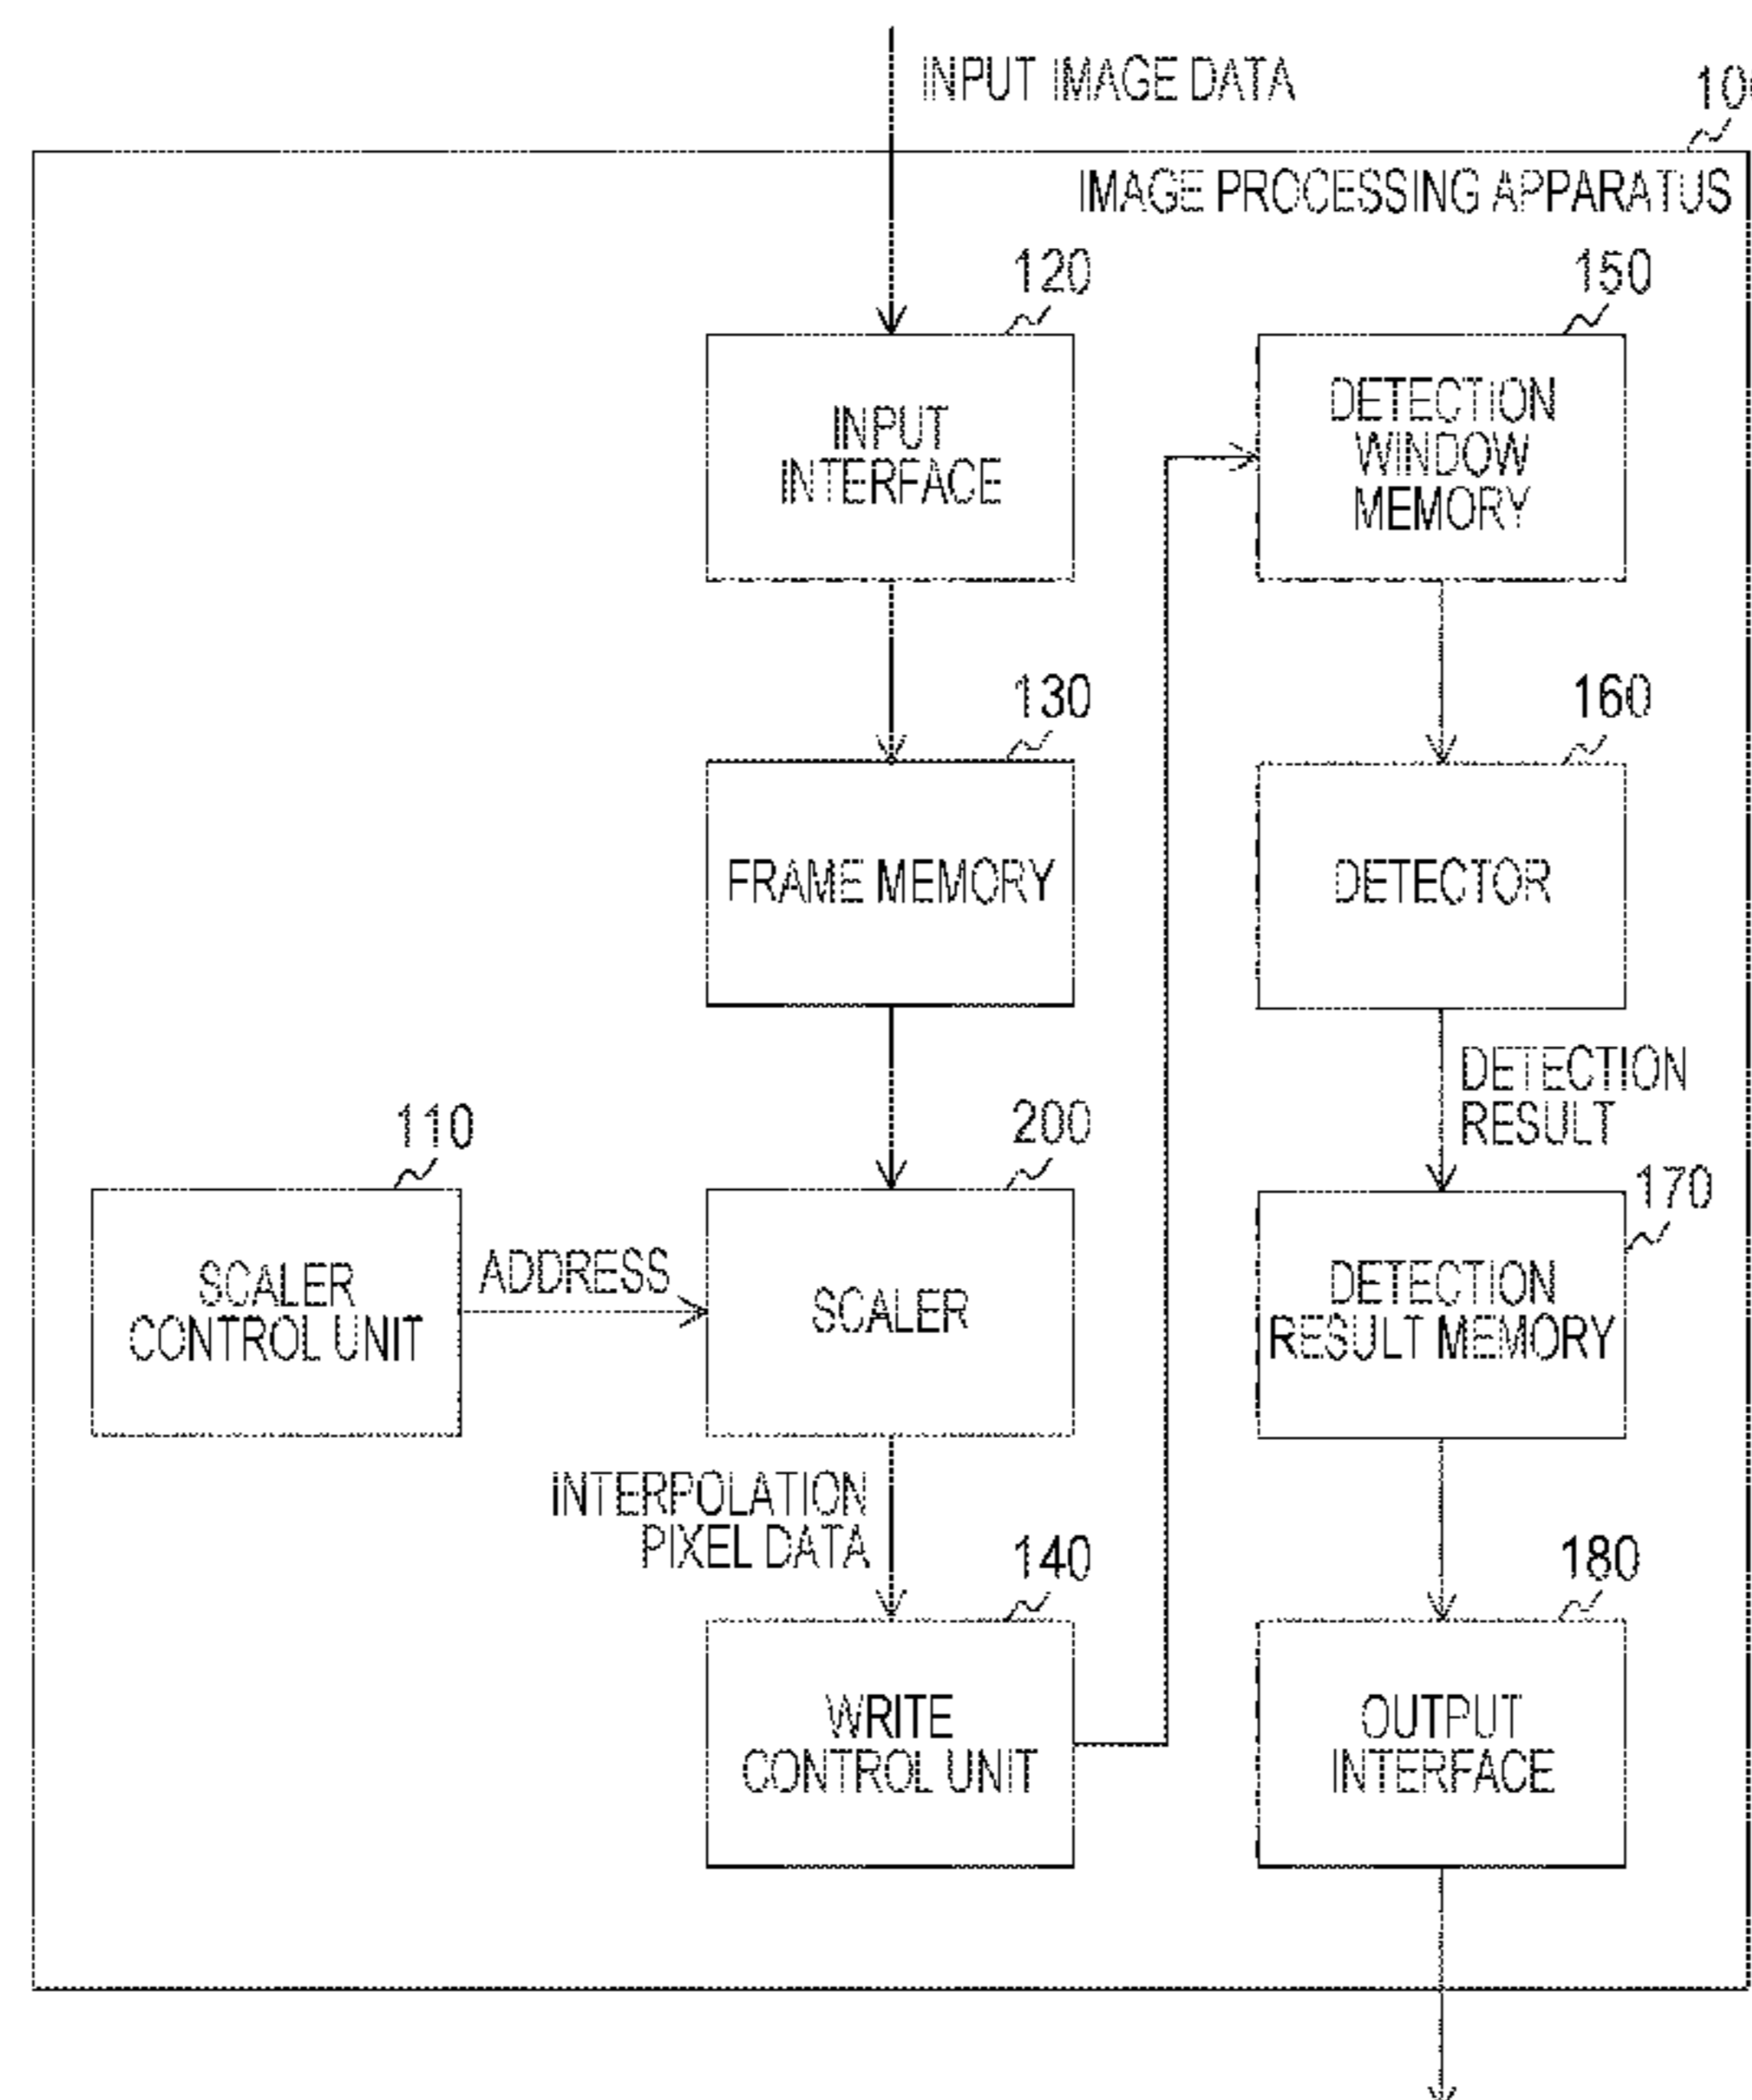 INPUT IMAGE DATA
IMAGE PROCESSING APPARATUS
120
INPUT
INTERFACE
130
FRAME MEMORY
110
SCALER
CONTROL UNIT
ADDRESS
200
SCALER
INTERPOLATION
PIXEL DATA
140
WRITE
CONTROL UNIT
150
DETECTION
WINDOW
MEMORY
160
DETECTOR
DETECTION
RESULT
170
DETECTION
RESULT MEMORY
180
OUTPUT
INTERFACE